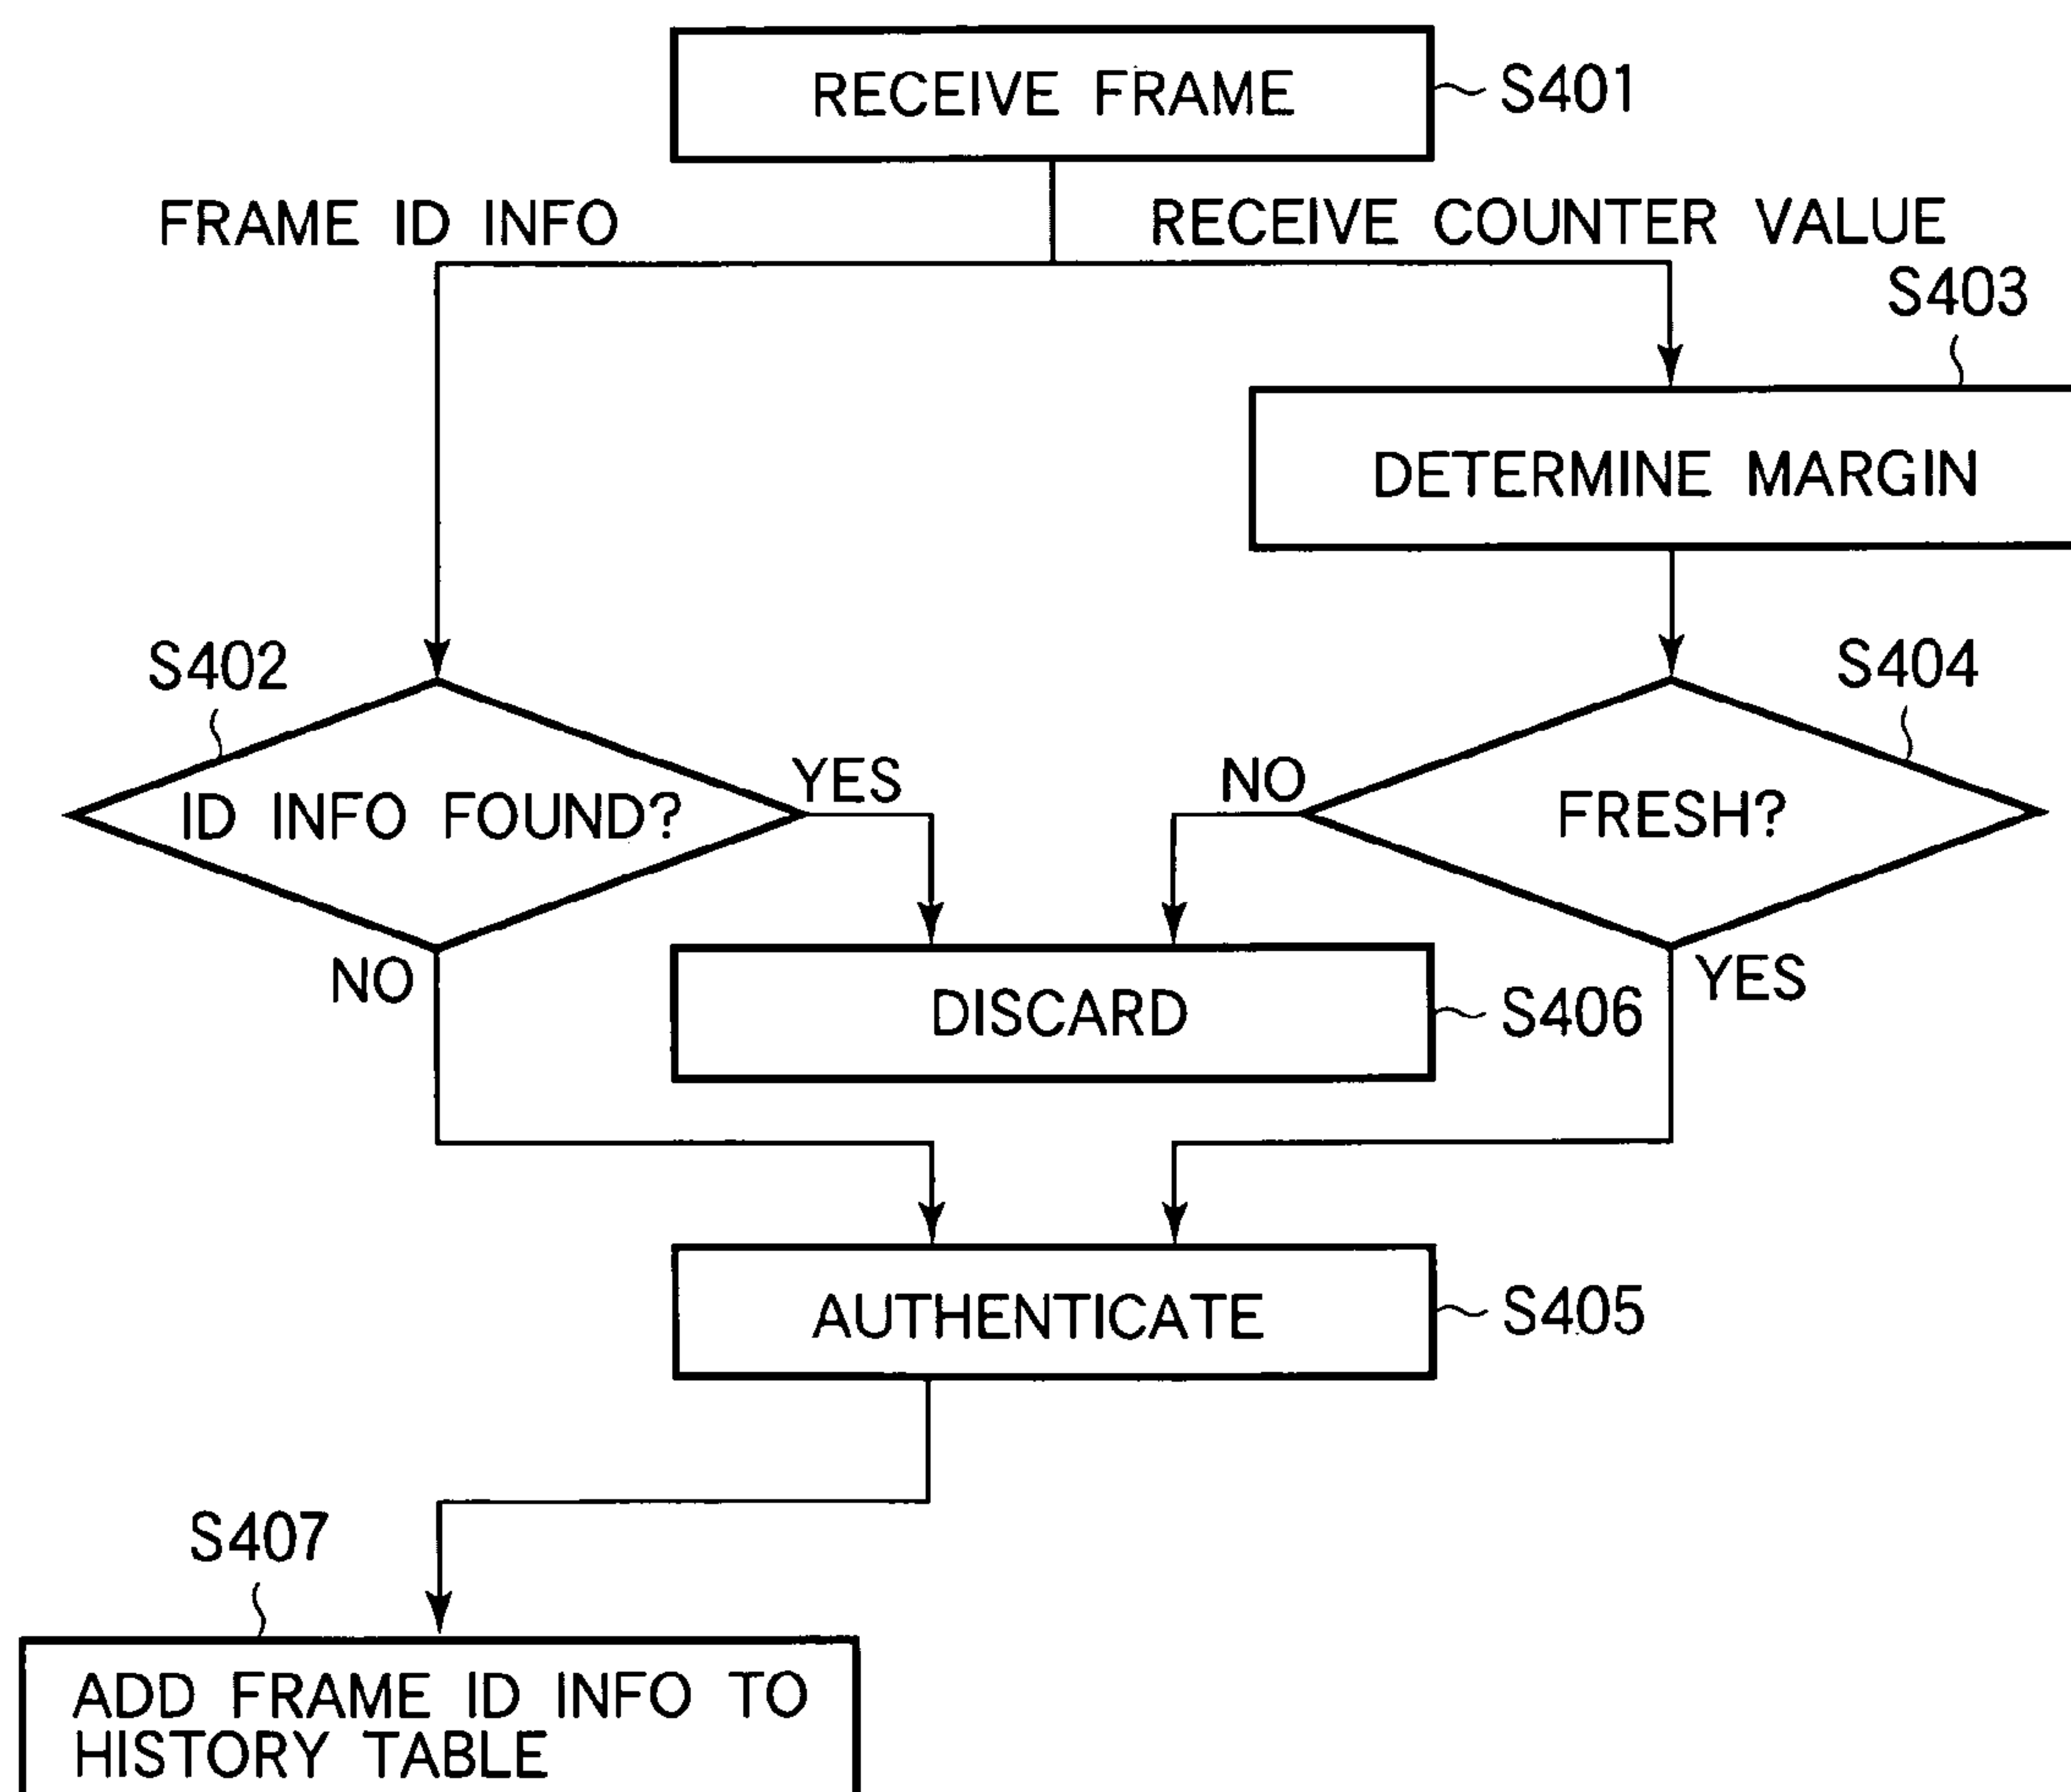 RECEIVE FRAME
S401
FRAME ID INFO
RECEIVE COUNTER VALUE
S403
DETERMINE MARGIN
S402
S404
ID INFO FOUND?
YES
NO
FRESH?
NO
DISCARD
S406
YES
AUTHENTICATE
S405
S407
ADD FRAME ID INFO TO
HISTORY TABLE